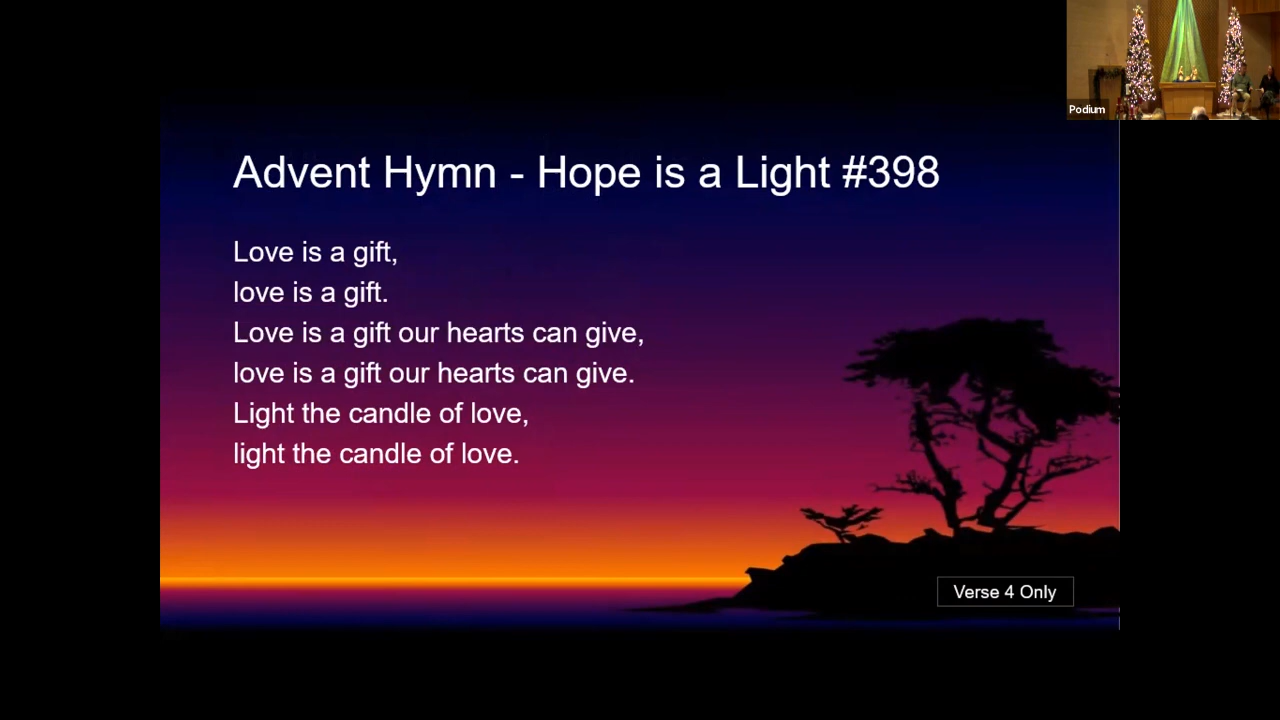 Podium
Advent Hymn - Hope is a Light #398
Love is a gift,
love is a gift.
Love is a gift our hearts can give,
love is a gift our hearts can give.
Light the candle of love,
light the candle of love.
Verse 4 Only